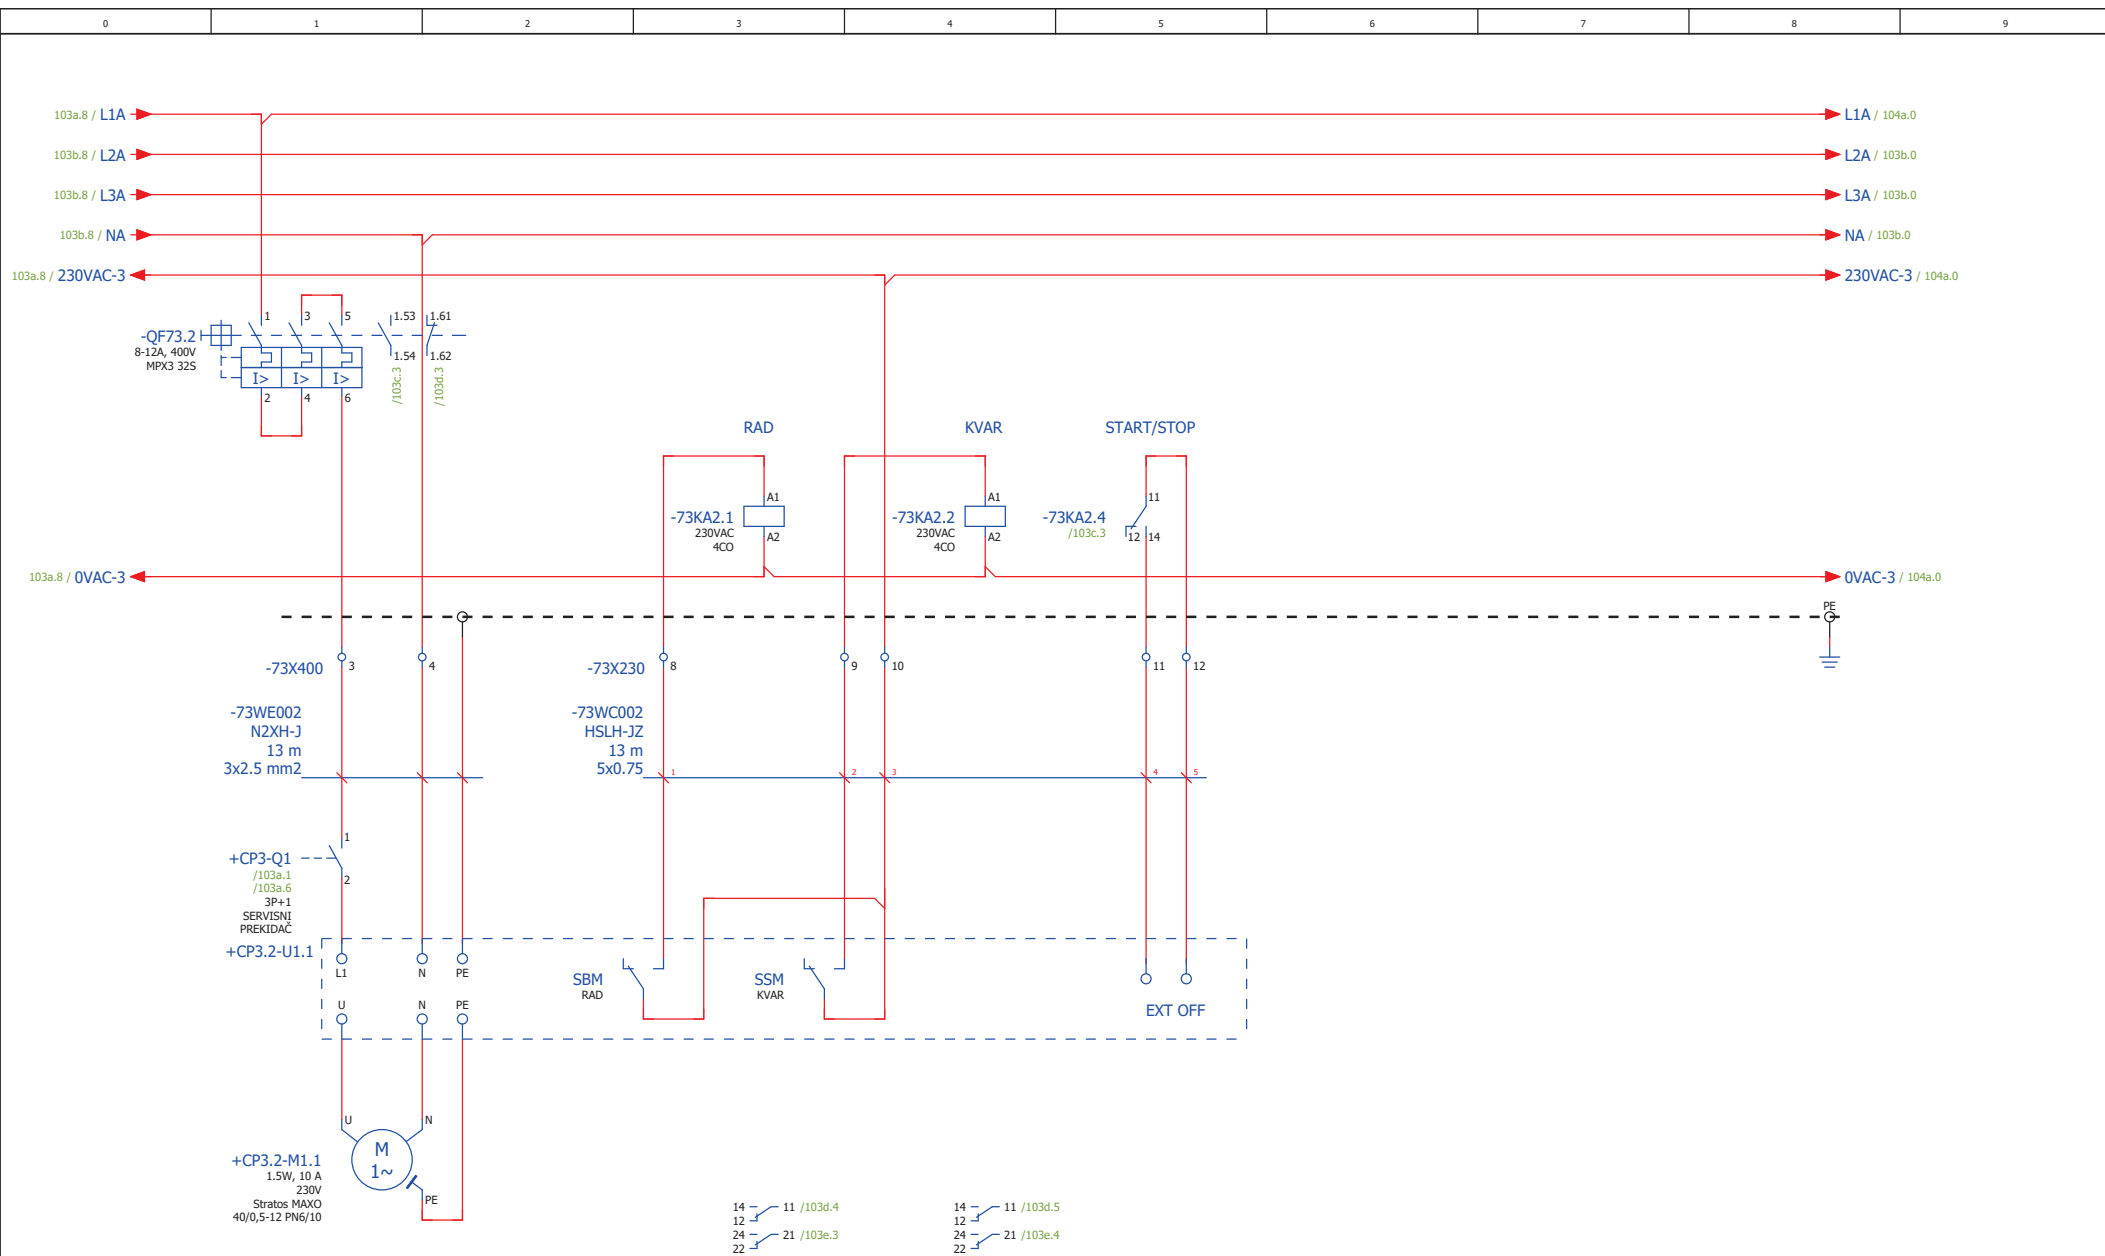 0 1 2 3 4 5 6 7 8 9
103a.8 / L1A
L1A / 104a.0
103b.8 / L2A
L2A / 103b.0
103b.8 / L3A
L3A / 103b.0
103b.8 / NA
NA / 103b.0
103a.8 / 230VAC-3
230VAC-3 / 104a.0
1 3 5 1.53 1.61
-QF73.2
8-12A, 400V
MPX3 32S
1.54 1.62
I> I> I>
2 4 6
/103c.3
/103d.3
RAD KVAR START/STOP
A1 A1 11
-73KA2.1
230VAC
4CO
A2
-73KA2.2
230VAC
4CO
A2
-73KA2.4
/103c.3
12 14
103a.8 / 0VAC-3
0VAC-3 / 104a.0
PE
-73X400 3 4
-73X230 8 9 10 11 12
-73WE002
N2XH-J
13 m
3x2.5 mm2
-73WC002
HSLH-JZ
13 m
5x0.75
1 2 3 4 5
1
+CP3-Q1
/103a.1
/103a.6
2
3P+1
SERVISNI
PREKIDAČ
+CP3.2-U1.1
L1 N PE
SBM
RAD
SSM
KVAR
U N PE
EXT OFF
U N
M
1~
+CP3.2-M1.1
1.5W, 10 A
230V
Stratos MAXO
40/0,5-12 PN6/10
PE
14 11 /103d.4
12
24 21 /103e.3
22
14 11 /103d.5
12
24 21 /103e.4
22